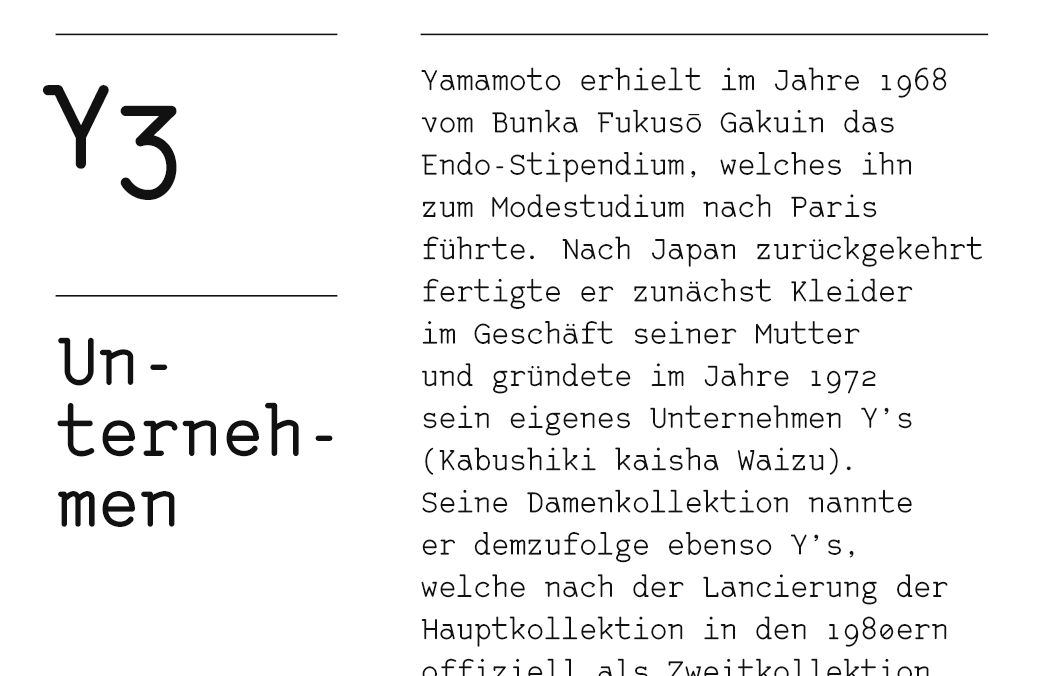 Y3
Un-
terneh-
men
Yamamoto erhielt im Jahre 1968
vom Bunka Fukusō Gakuin das
Endo-Stipendium, welches ihn
zum Modestudium nach Paris
führte. Nach Japan zurückgekehrt
fertigte er zunächst Kleider
im Geschäft seiner Mutter
und gründete im Jahre 1972
sein eigenes Unternehmen Y’s
(Kabushiki kaisha Waizu).
Seine Damenkollektion nannte
er demzufolge ebenso Y’s,
welche nach der Lancierung der
Hauptkollektion in den 1980ern
offiziell als Zweitkollektion